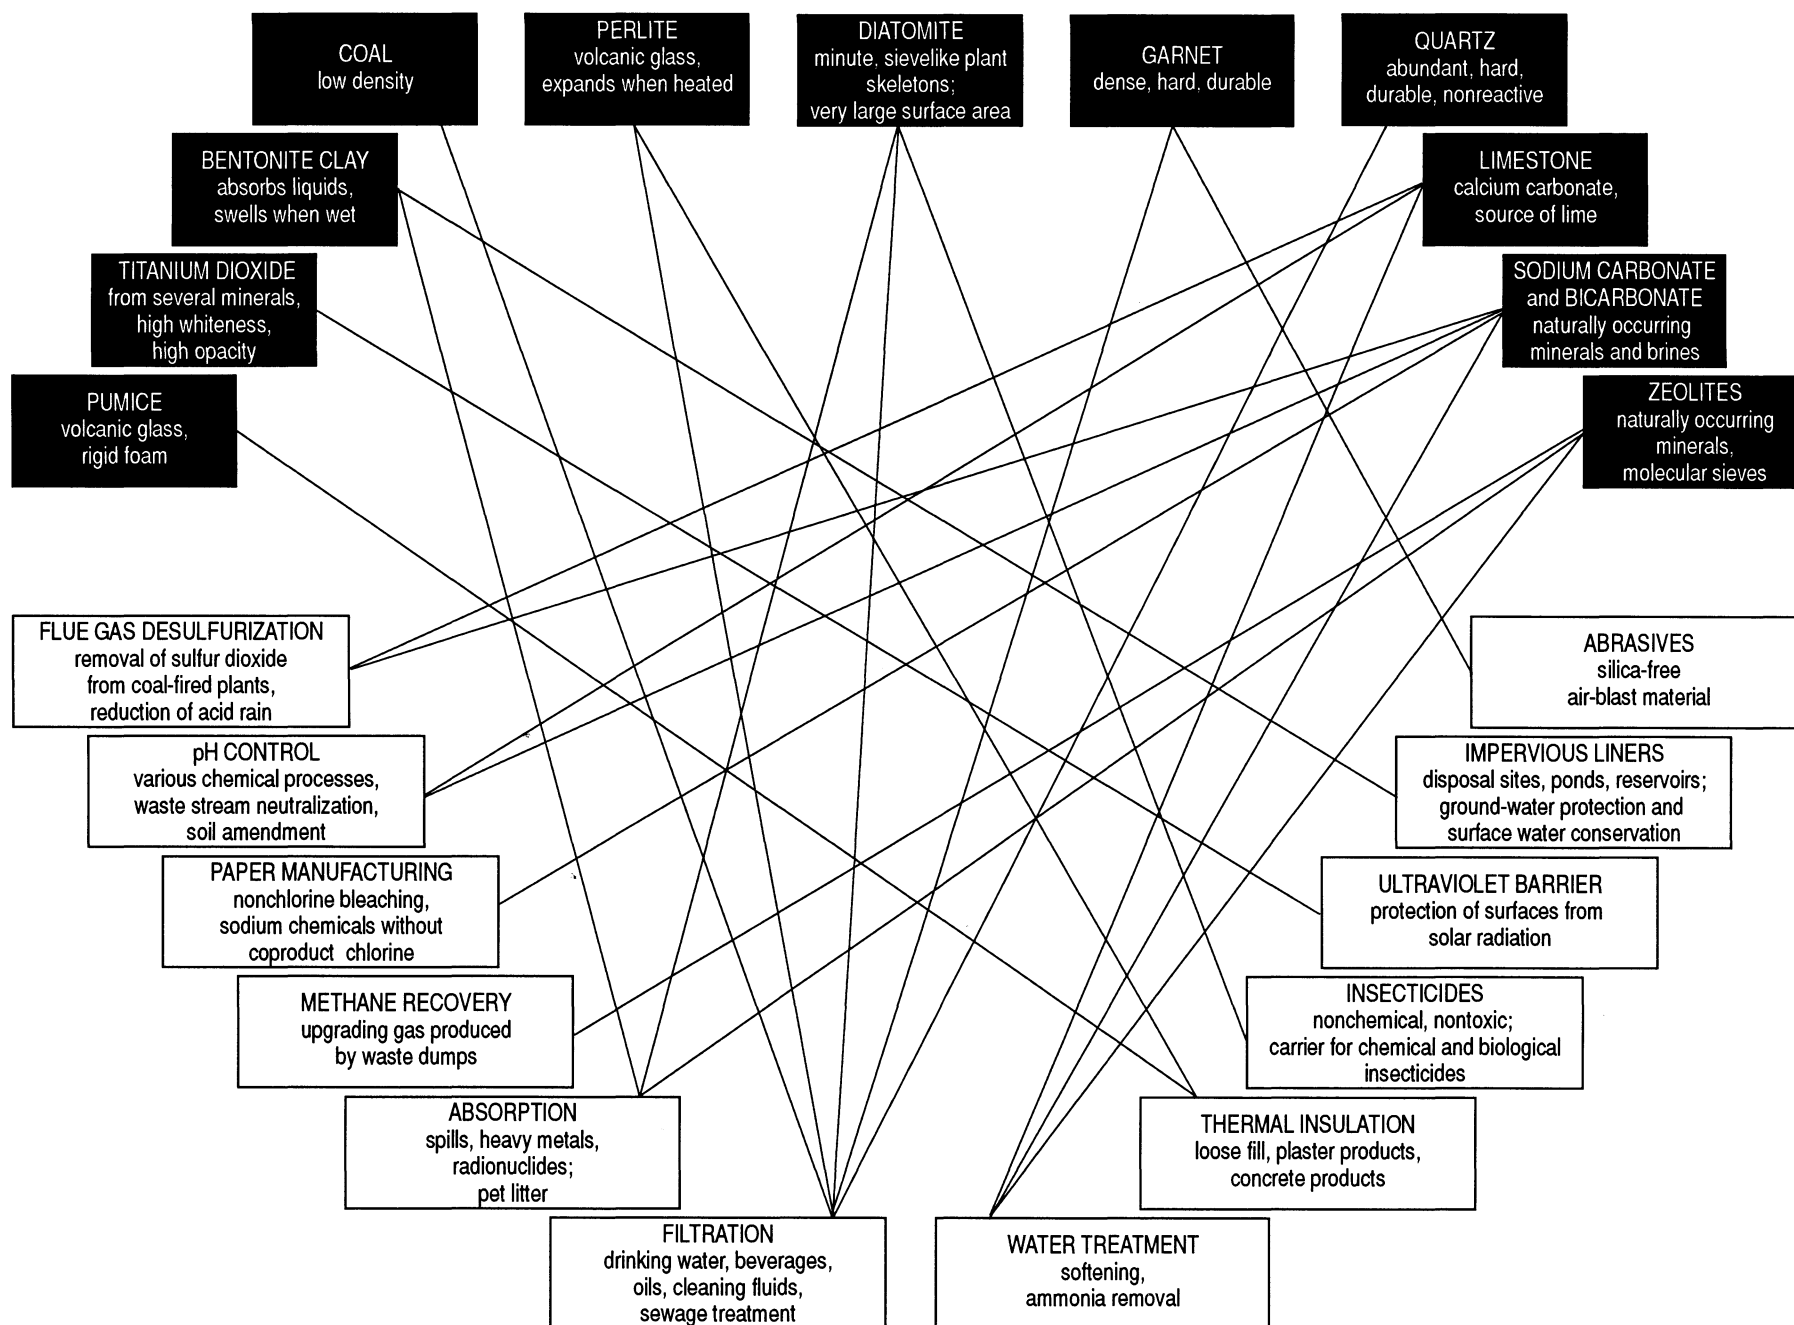 COAL
low density
PERLITE
volcanic glass,
expands when heated
DIATOMITE
minute, sievelike plant
skeletons;
very large surface area
GARNET
dense, hard, durable
QUARTZ
abundant, hard,
durable, nonreactive
BENTONITE CLAY
absorbs liquids,
swells when wet
LIMESTONE
calcium carbonate,
source of lime
TITANIUM DIOXIDE
from several minerals,
high whiteness,
high opacity
SODIUM CARBONATE
and BICARBONATE
naturally occurring
minerals and brines
PUMICE
volcanic glass,
rigid foam
ZEOLITES
naturally occurring
minerals,
molecular sieves
FLUE GAS DESULFURIZATION
removal of sulfur dioxide
from coal-fired plants,
reduction of acid rain
ABRASIVES
silica-free
air-blast material
pH CONTROL
various chemical processes,
waste stream neutralization,
soil amendment
IMPERVIOUS LINERS
disposal sites, ponds, reservoirs;
ground-water protection and
surface water conservation
PAPER MANUFACTURING
nonchlorine bleaching,
sodium chemicals without
coproduct chlorine
ULTRAVIOLET BARRIER
protection of surfaces from
solar radiation
METHANE RECOVERY
upgrading gas produced
by waste dumps
INSECTICIDES
nonchemical, nontoxic;
carrier for chemical and biological
insecticides
ABSORPTION
spills, heavy metals,
radionuclides;
pet litter
THERMAL INSULATION
loose fill, plaster products,
concrete products
FILTRATION
drinking water, beverages,
oils, cleaning fluids,
sewage treatment
WATER TREATMENT
softening,
ammonia removal